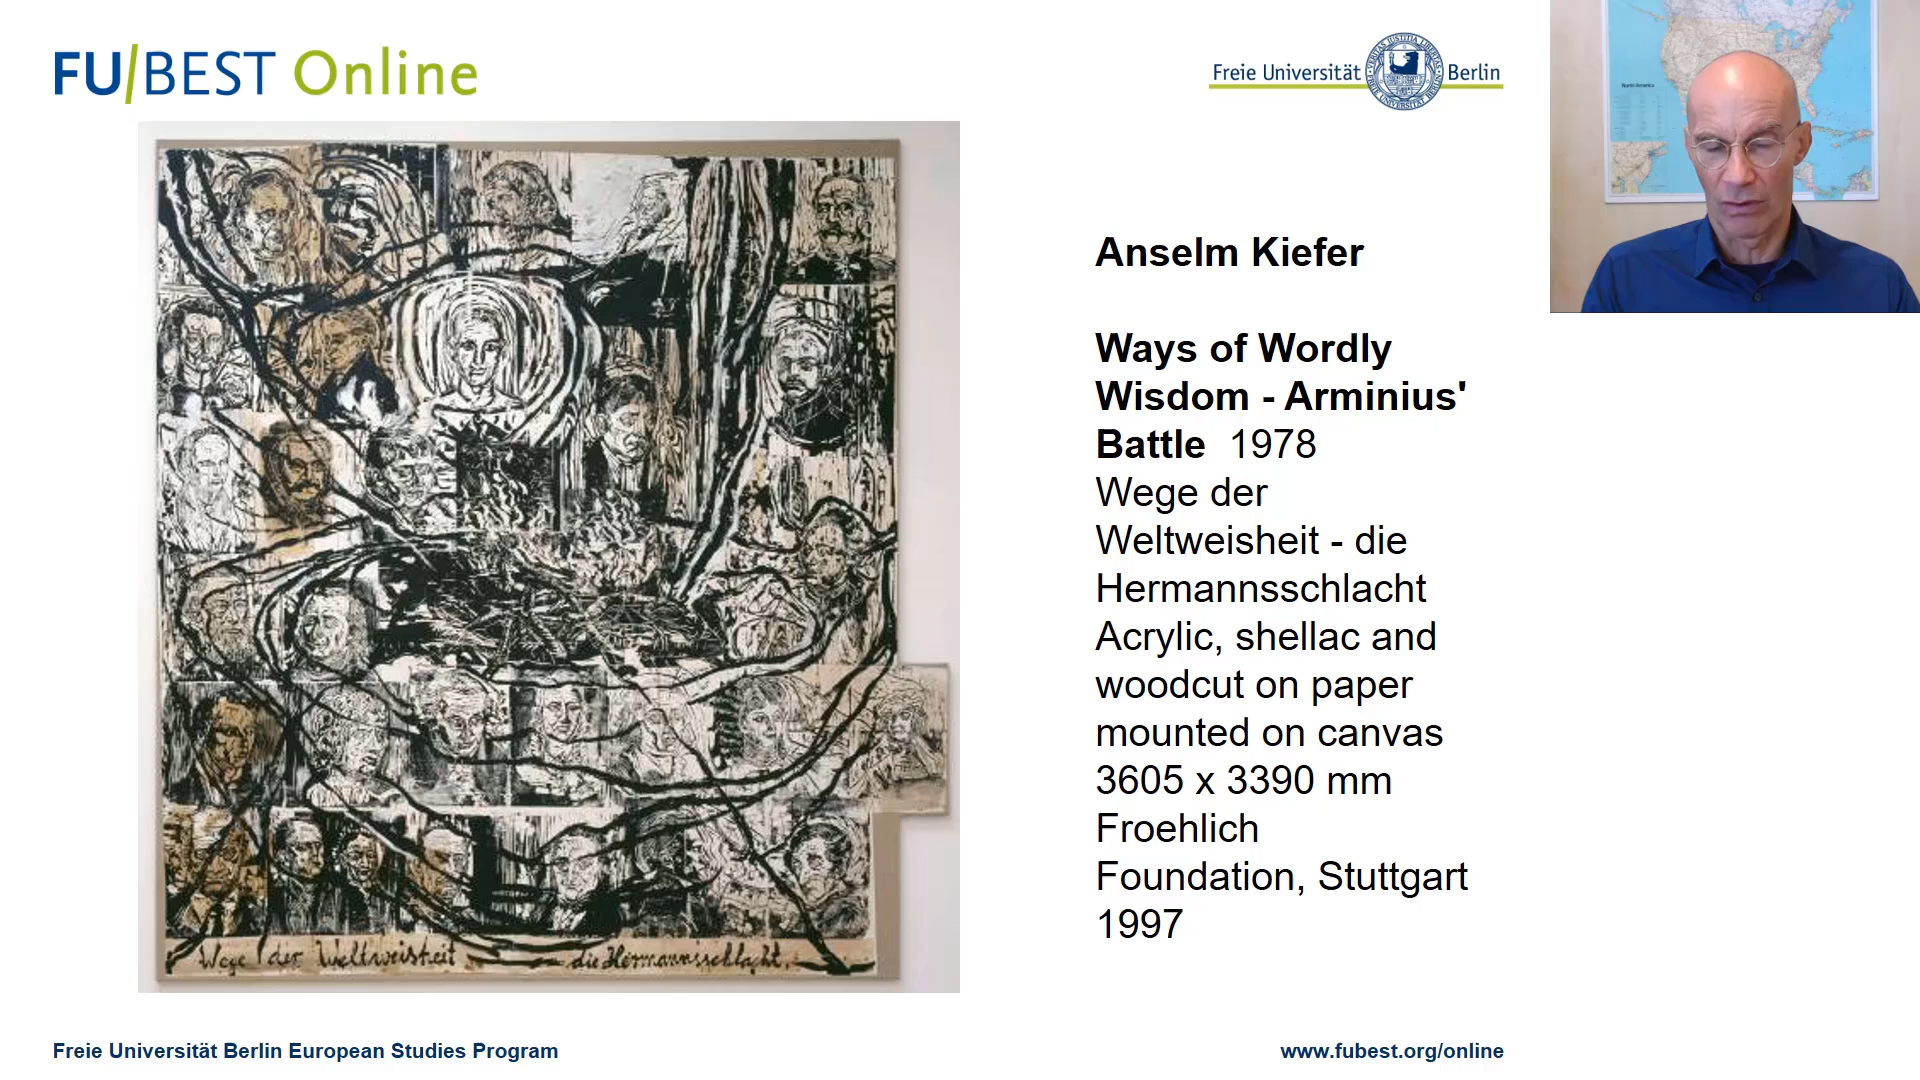 FU/BEST Online
Freie Universität Berlin
North America
Anselm Kiefer
Ways of Wordly
Wisdom - Arminius'
Battle 1978
Wege der
Weltweisheit - die
Hermannsschlacht
Acrylic, shellac and
woodcut on paper
mounted on canvas
3605 x 3390 mm
Froehlich
Foundation, Stuttgart
1997
Wege der Weltweisheit — die Hermannsschlacht.
Freie Universität Berlin European Studies Program
www.fubest.org/online